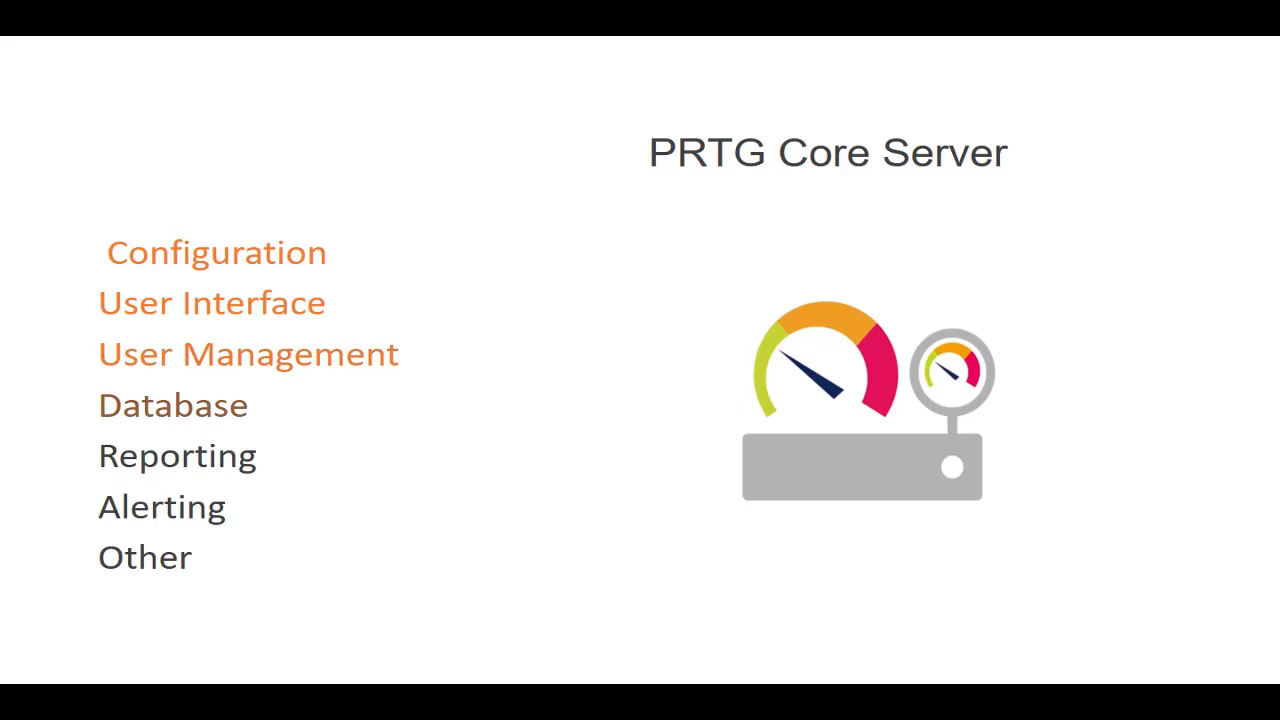 PRTG Core Server
Configuration
User Interface
User Management
Database
Reporting
Alerting
Other